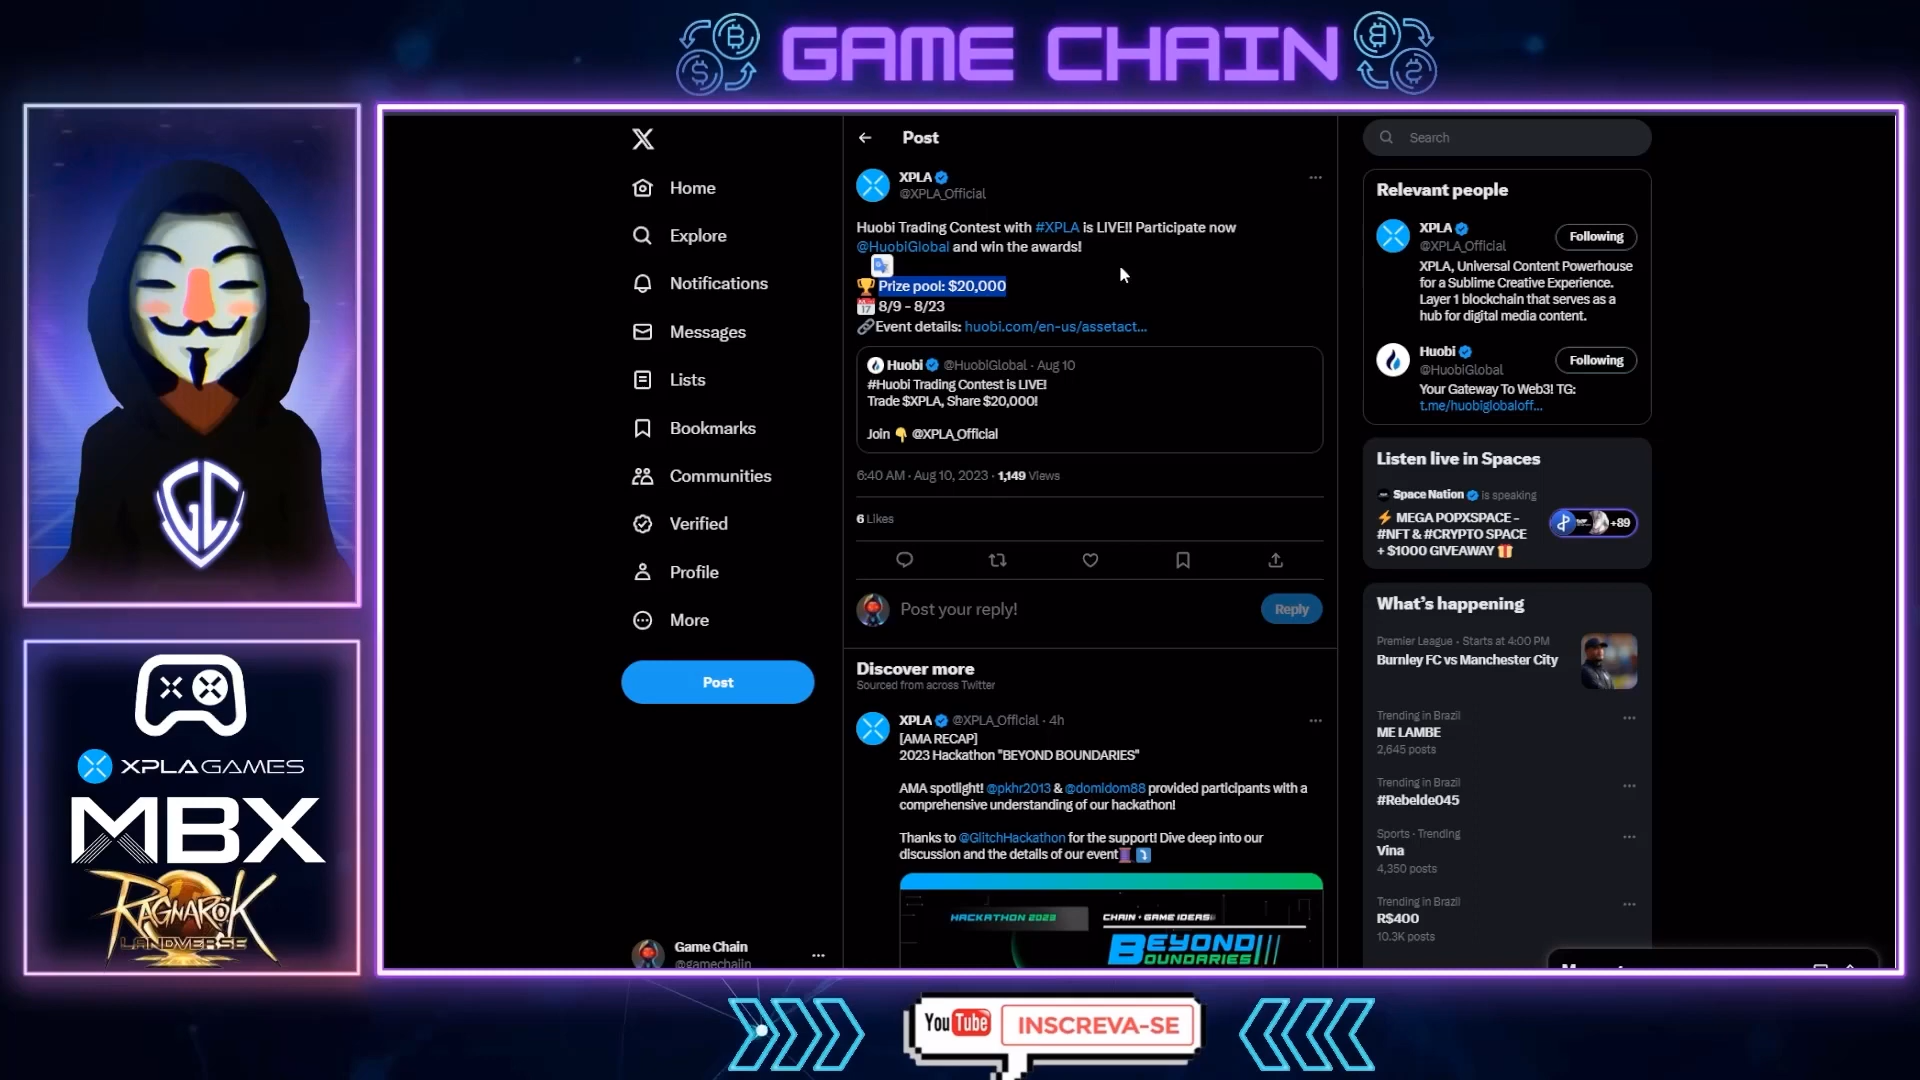 GAME CHAIN
GC
XPLAGAMES
MBX
RAGNAROK
LANDVERSE
X
Home
Explore
Notifications
Messages
Lists
Bookmarks
Communities
Verified
Profile
More
Post
Game Chain
@gamechaiin
Post
XPLA
@XPLA_Official
Huobi Trading Contest with #XPLA is LIVE!! Participate now
@HuobiGlobal and win the awards!
Prize pool: $20,000
8/9 - 8/23
Event details: huobi.com/en-us/assetact...
Huobi @HuobiGlobal · Aug 10
#Huobi Trading Contest is LIVE!
Trade $XPLA, Share $20,000!
Join @XPLA_Official
6:40 AM · Aug 10, 2023 · 1,149 Views
6 Likes
Post your reply!
Reply
Discover more
Sourced from across Twitter
XPLA @XPLA_Official · 4h
[AMA RECAP]
2023 Hackathon "BEYOND BOUNDARIES"
AMA spotlight! @pkhr2013 & @domidom88 provided participants with a
comprehensive understanding of our hackathon!
Thanks to @GlitchHackathon for the support! Dive deep into our
discussion and the details of our event
HACKATHON 2023
CHAIN · GAME IDEAS
BEYOND
BOUNDARIES
Search
Relevant people
XPLA
@XPLA_Official
Following
XPLA, Universal Content Powerhouse
for a Sublime Creative Experience.
Layer 1 blockchain that serves as a
hub for digital media content.
Huobi
@HuobiGlobal
Following
Your Gateway To Web3! TG:
t.me/huobiglobaloff...
Listen live in Spaces
Space Nation is speaking
⚡ MEGA POPXSPACE -
#NFT & #CRYPTO SPACE
+ $1000 GIVEAWAY
+89
What's happening
Premier League · Starts at 4:00 PM
Burnley FC vs Manchester City
Trending in Brazil
ME LAMBE
2,645 posts
Trending in Brazil
#Rebelde045
Sports · Trending
Vina
4,350 posts
Trending in Brazil
R$400
10.3K posts
YouTube INSCREVA-SE